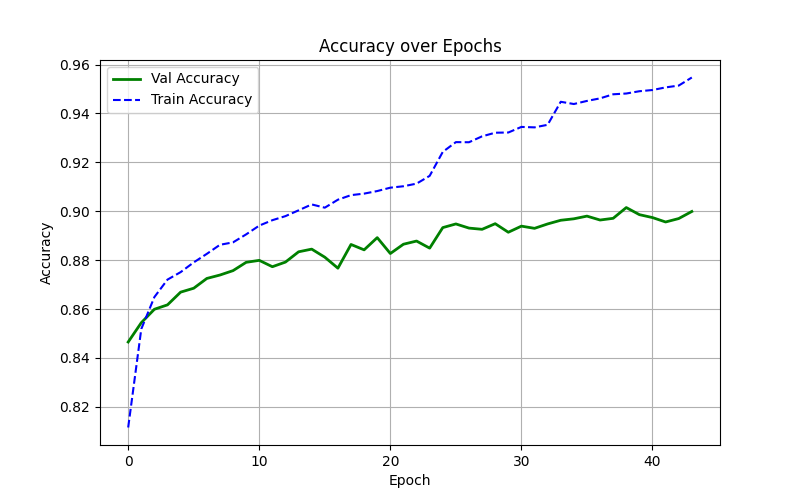 Accuracy over Epochs
Val Accuracy
Train Accuracy
Accuracy
0.96
0.94
0.92
0.90
0.88
0.86
0.84
0.82
0 10 20 30 40
Epoch